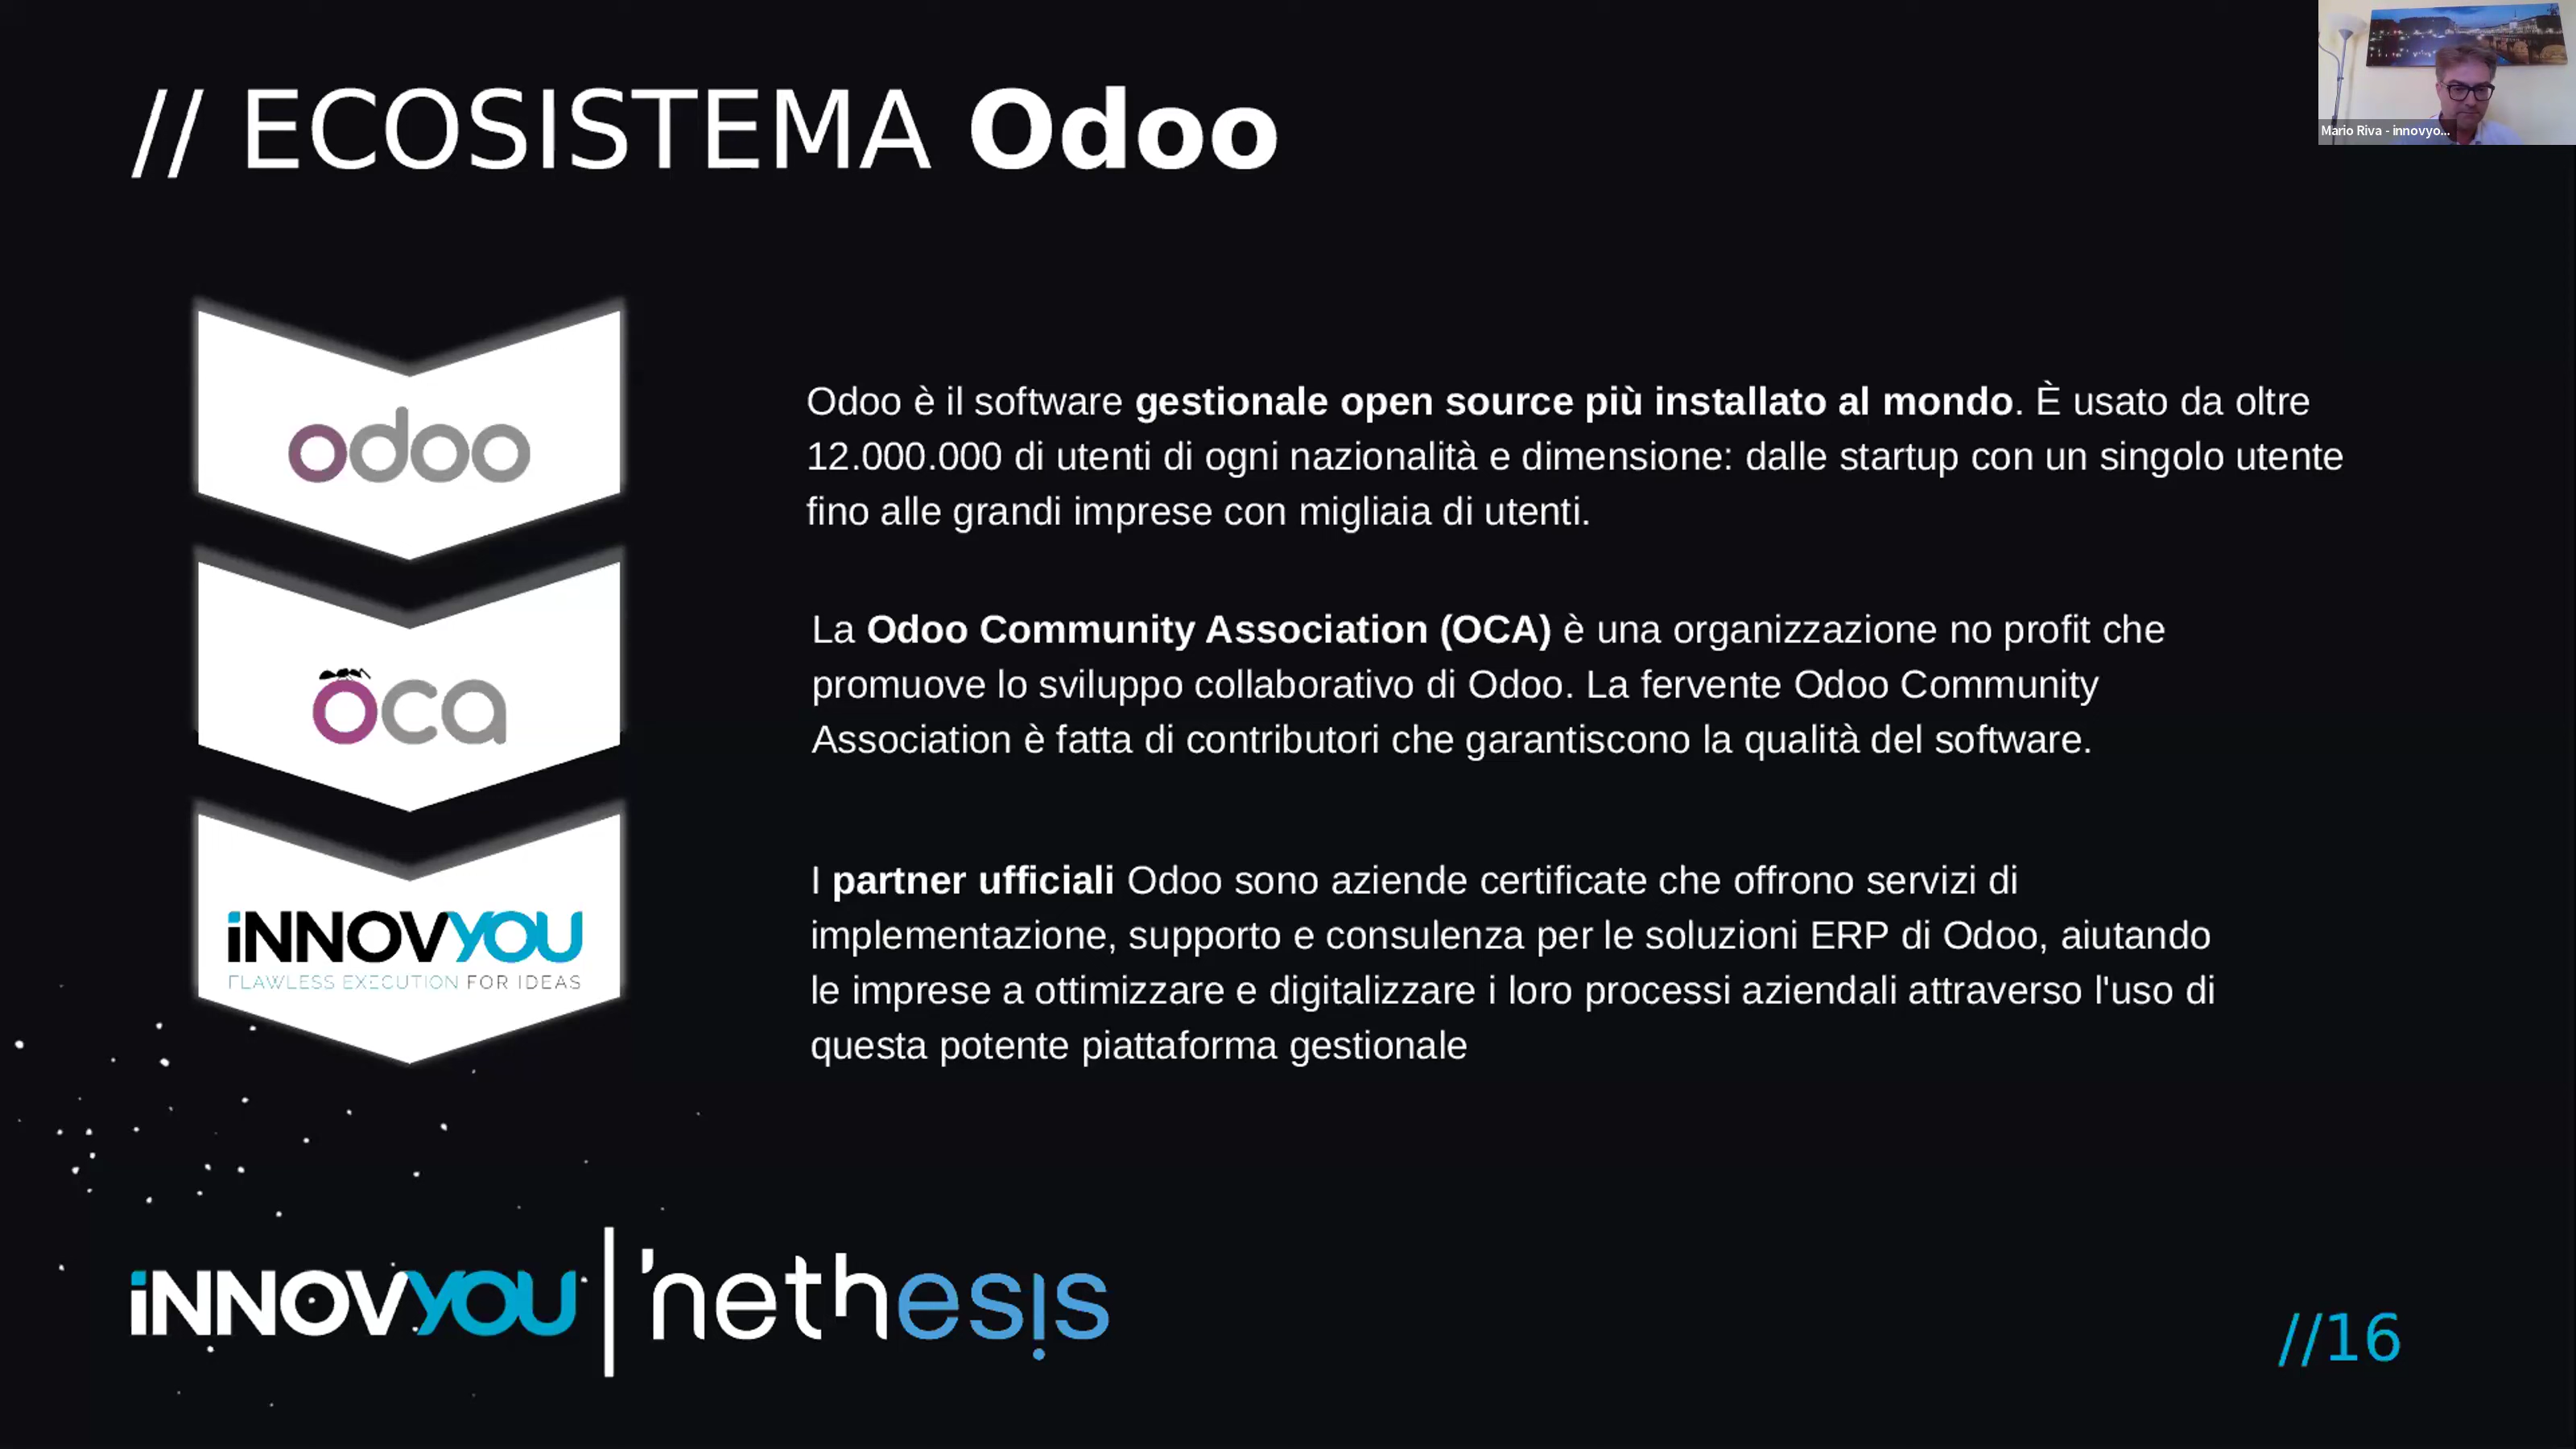 // ECOSISTEMA Odoo
Mario Riva - innovyo...
odoo
Odoo è il software gestionale open source più installato al mondo. È usato da oltre
12.000.000 di utenti di ogni nazionalità e dimensione: dalle startup con un singolo utente
fino alle grandi imprese con migliaia di utenti.
oca
La Odoo Community Association (OCA) è una organizzazione no profit che
promuove lo sviluppo collaborativo di Odoo. La fervente Odoo Community
Association è fatta di contributori che garantiscono la qualità del software.
iNNOVYOU
FLAWLESS EXECUTION FOR IDEAS
I partner ufficiali Odoo sono aziende certificate che offrono servizi di
implementazione, supporto e consulenza per le soluzioni ERP di Odoo, aiutando
le imprese a ottimizzare e digitalizzare i loro processi aziendali attraverso l'uso di
questa potente piattaforma gestionale
iNNOVYOU | 'nethesis
//16